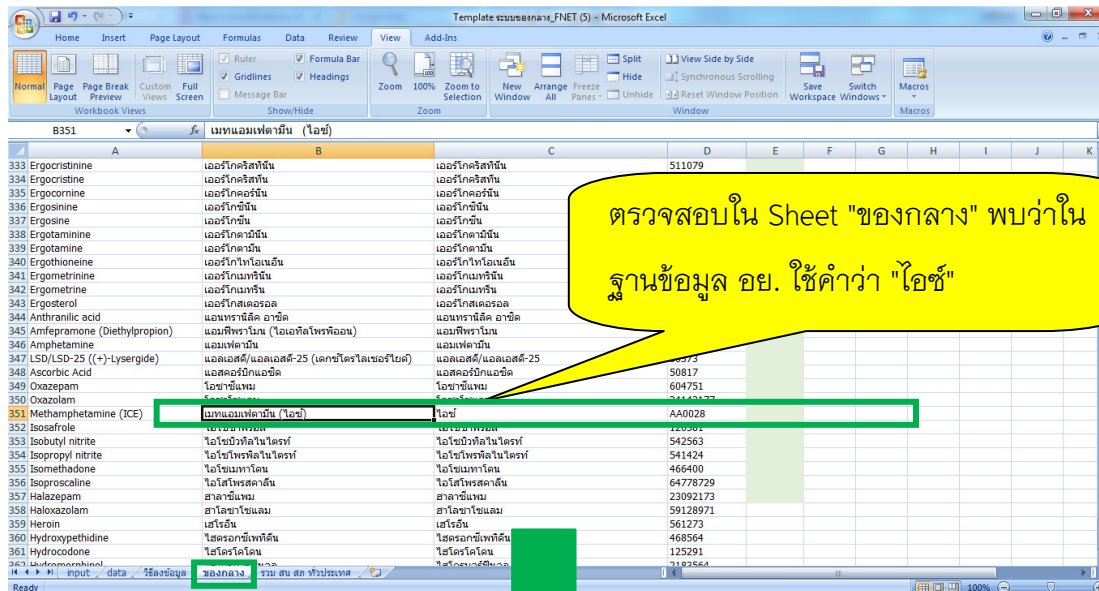 Template ระบบของกลาง_FNET (5) - Microsoft Excel
Home Insert Page Layout Formulas Data Review View Add-Ins
Normal Page Layout Page Break Preview Custom Views Full Screen
Workbook Views
Ruler Formula Bar
Gridlines Headings
Message Bar
Show/Hide
Zoom 100% Zoom to Selection
Zoom
New Window Arrange All Freeze Panes
Split View Side by Side
Hide Synchronous Scrolling
Unhide Reset Window Position
Save Workspace Switch Windows
Window
Macros
Macros
B351 fx เมทแอมเฟตามีน (ไอซ์)
A B C D E F G H I J K
333 Ergocristinine เออร์โกคริสทินีน เออร์โกคริสทินีน 511079
334 Ergocristine เออร์โกคริสทีน เออร์โกคริสทีน
335 Ergocornine เออร์โกคอร์นีน เออร์โกคอร์นีน
336 Ergosinine เออร์โกซินีน เออร์โกซินีน
337 Ergosine เออร์โกซีน เออร์โกซีน
338 Ergotaminine เออร์โกตามินีน เออร์โกตามินีน
339 Ergotamine เออร์โกตามีน เออร์โกตามีน
340 Ergothioneine เออร์โกไทโอเนอีน เออร์โกไทโอเนอีน
341 Ergometrinine เออร์โกเมทรินีน เออร์โกเมทรินีน
342 Ergometrine เออร์โกเมทรีน เออร์โกเมทรีน
343 Ergosterol เออร์โกสเตอรอล เออร์โกสเตอรอล
344 Anthranilic acid แอนทรานิลิค อาซิด แอนทรานิลิค อาซิด
345 Amfepramone (Diethylpropion) แอมฟีพราโมน (ไดเอทิลโพรพิออน) แอมฟีพราโมน
346 Amphetamine แอมเฟตามีน แอมเฟตามีน
347 LSD/LSD-25 ((+)-Lysergide) แอลเอสดี/แอลเอสดี-25 (เดกซ์โตรไลเซอร์ไยด์) แอลเอสดี/แอลเอสดี-25
348 Ascorbic Acid แอสคอร์บิกแอซิด แอสคอร์บิกแอซิด 50817
349 Oxazepam โอซาซีแพม โอซาซีแพม 604751
350 Oxazolam
351 Methamphetamine (ICE) เมทแอมเฟตามีน (ไอซ์) ไอซ์ AA0028
352 Isosafrole
353 Isobutyl nitrite ไอโซบิวทิลไนไตรท์ ไอโซบิวทิลไนไตรท์ 542563
354 Isopropyl nitrite ไอโซโพรพิลไนไตรท์ ไอโซโพรพิลไนไตรท์ 541424
355 Isomethadone ไอโซเมทาโดน ไอโซเมทาโดน 466400
356 Isoproscaline ไอโสโพรสคาลีน ไอโสโพรสคาลีน 64778729
357 Halazepam ฮาลาซีแพม ฮาลาซีแพม 23092173
358 Haloxazolam ฮาโลซาโซแลม ฮาโลซาโซแลม 59128971
359 Heroin เฮโรอีน เฮโรอีน 561273
360 Hydroxypethidine ไฮดรอกซีเพทิดีน ไฮดรอกซีเพทิดีน 468564
361 Hydrocodone ไฮโดรโคโดน ไฮโดรโคโดน 125291
362 Hydromorphinol 2183564
ตรวจสอบใน Sheet "ของกลาง" พบว่าใน
ฐานข้อมูล อย. ใช้คำว่า "ไอซ์"
input data วิธีลงข้อมูล ของกลาง รวม สน สภ ทั่วประเทศ
Ready 100%